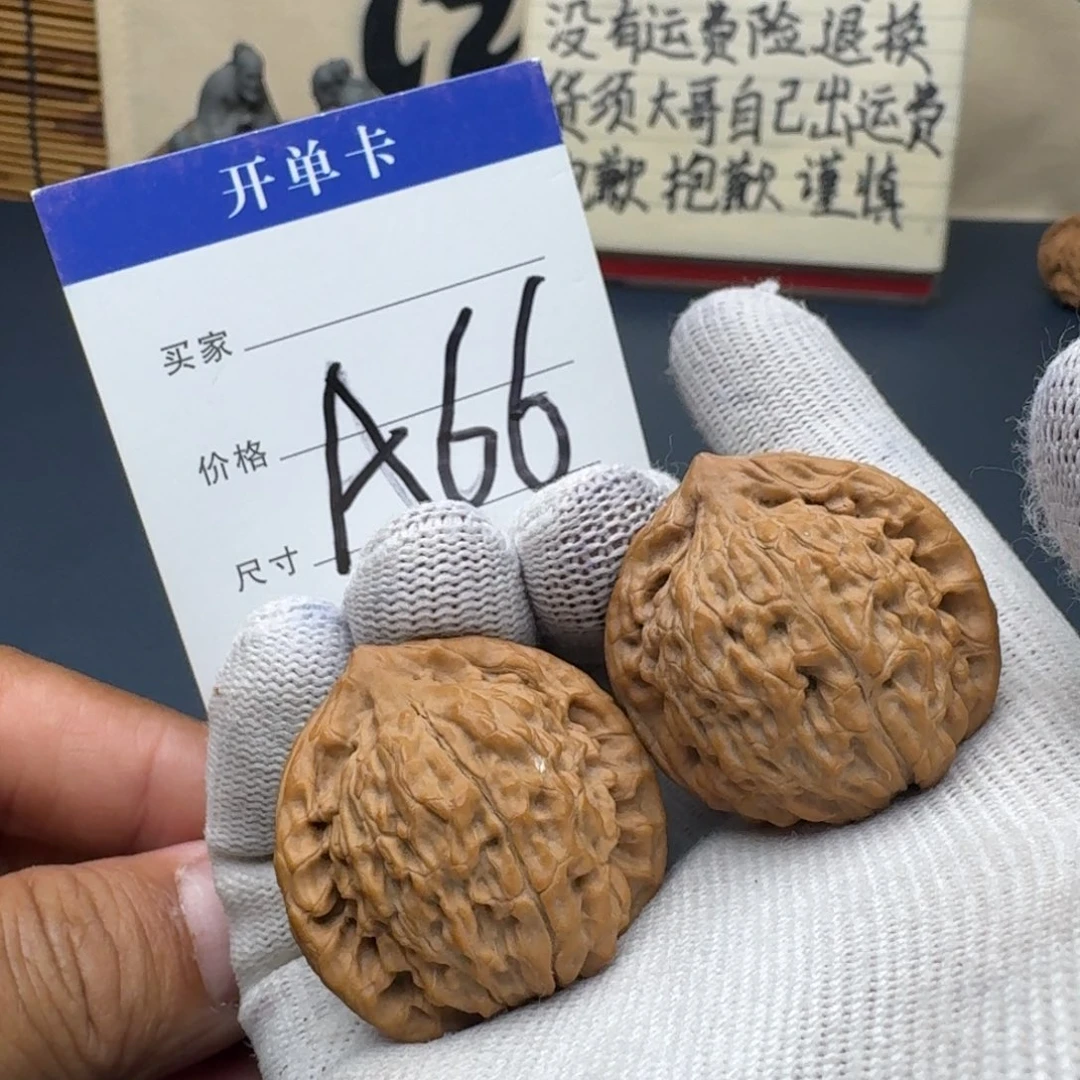 没有运费险退换
货须大哥自己出运费
抱歉抱歉谨慎
开单卡
买家
价格
A66
尺寸